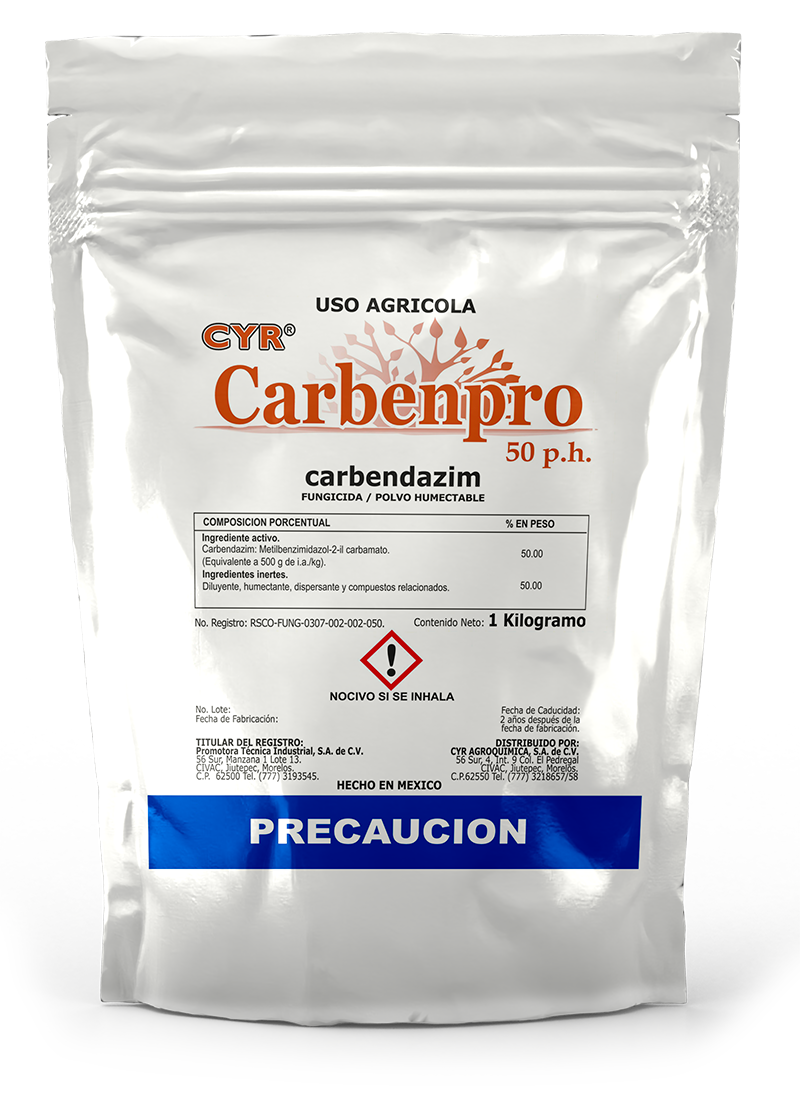 USO AGRICOLA
CYR®
Carbenpro
50 p.h.
carbendazim
FUNGICIDA / POLVO HUMECTABLE
COMPOSICION PORCENTUAL % EN PESO
Ingrediente activo.
Carbendazim: Metilbenzimidazol-2-il carbamato. 50.00
(Equivalente a 500 g de i.a./kg).
Ingredientes inertes.
Diluyente, humectante, dispersante y compuestos relacionados. 50.00
No. Registro: RSCO-FUNG-0307-002-002-050. Contenido Neto: 1 Kilogramo
NOCIVO SI SE INHALA
No. Lote:
Fecha de Fabricación:
Fecha de Caducidad:
2 años después de la
fecha de fabricación.
TITULAR DEL REGISTRO:
Promotora Técnica Industrial, S.A. de C.V.
56 Sur, Manzana 1 Lote 13.
CIVAC, Jiutepec, Morelos.
C.P. 62500 Tel. (777) 3193545.
DISTRIBUIDO POR:
CYR AGROQUIMICA, S.A. de C.V.
56 Sur, 4, Int. 9 Col. El Pedregal
CIVAC, Jiutepec, Morelos.
C.P.62550 Tel. (777) 3218657/58
HECHO EN MEXICO
PRECAUCION